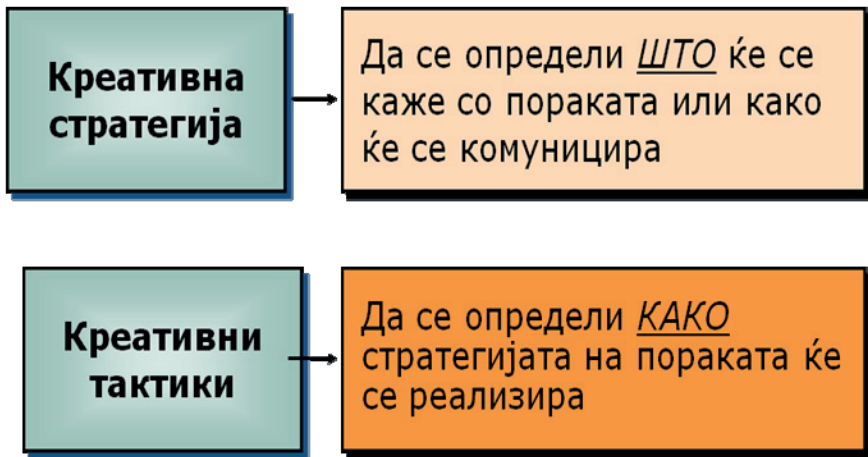 Креативна
стратегија
Да се определи ШТО ќе се
каже со пораката или како
ќе се комуницира
Креативни
тактики
Да се определи КАКО
стратегијата на пораката ќе
се реализира